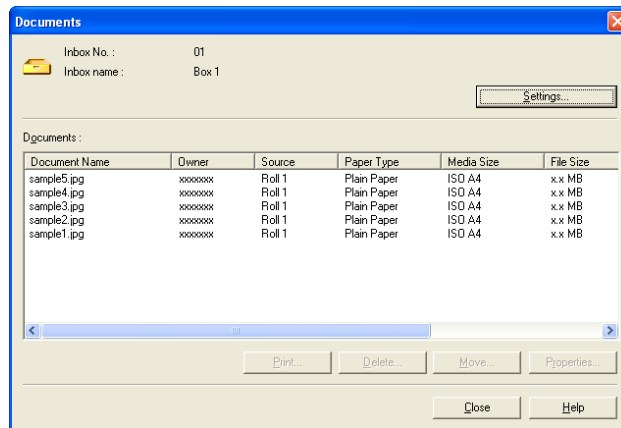 Documents
Inbox No. : 01
Inbox name : Box 1
Settings...
Documents :
Document Name Owner Source Paper Type Media Size File Size
sample5.jpg xxxxxxx Roll 1 Plain Paper ISO A4 x.x MB
sample4.jpg xxxxxxx Roll 1 Plain Paper ISO A4 x.x MB
sample3.jpg xxxxxxx Roll 1 Plain Paper ISO A4 x.x MB
sample2.jpg xxxxxxx Roll 1 Plain Paper ISO A4 x.x MB
sample1.jpg xxxxxxx Roll 1 Plain Paper ISO A4 x.x MB
Print... Delete... Move... Properties...
Close Help